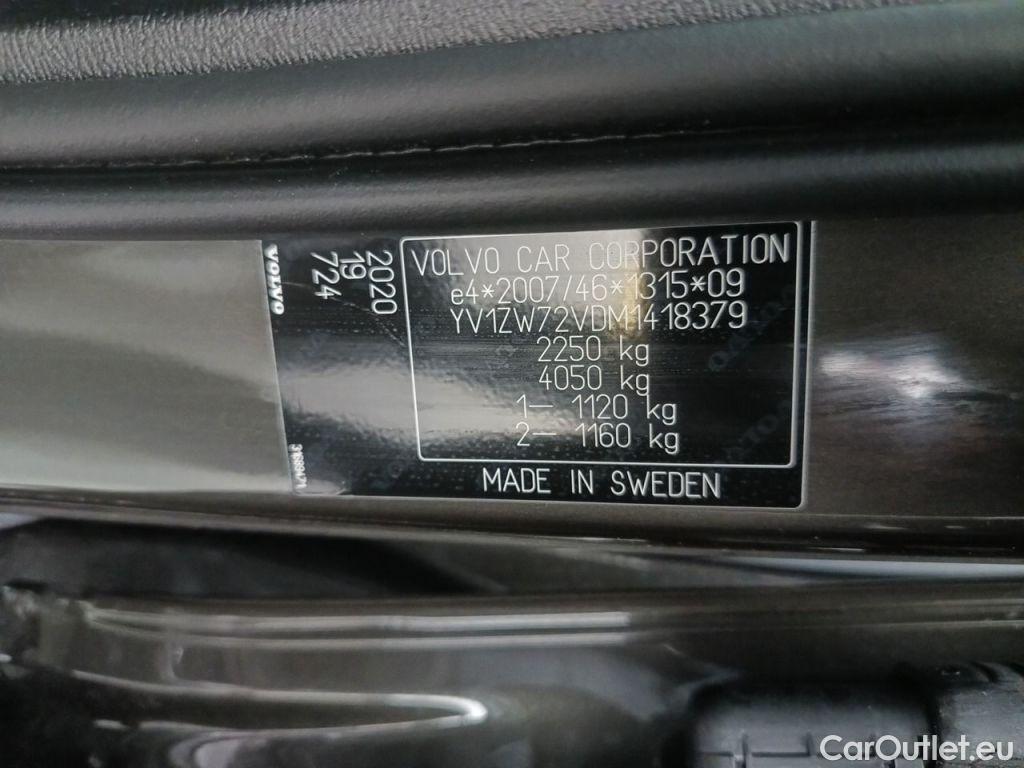 VOLVO CAR CORPORATION
e4*2007/46*1315*09
YV1ZW72VDM1418379
2250 kg
4050 kg
1— 1120 kg
2— 1160 kg
MADE IN SWEDEN
2020
19
724
VOLVO
CarOutlet.eu